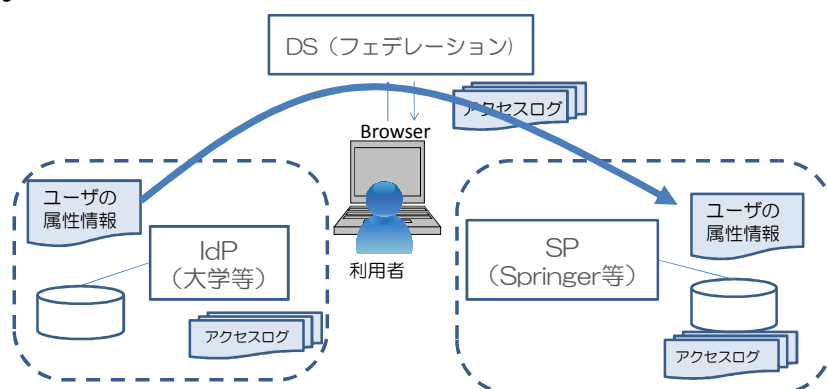 DS（フェデレーション)
アクセスログ
Browser
ユーザの
属性情報
IdP
（大学等）
アクセスログ
利用者
ユーザの
属性情報
SP
（Springer等）
アクセスログ